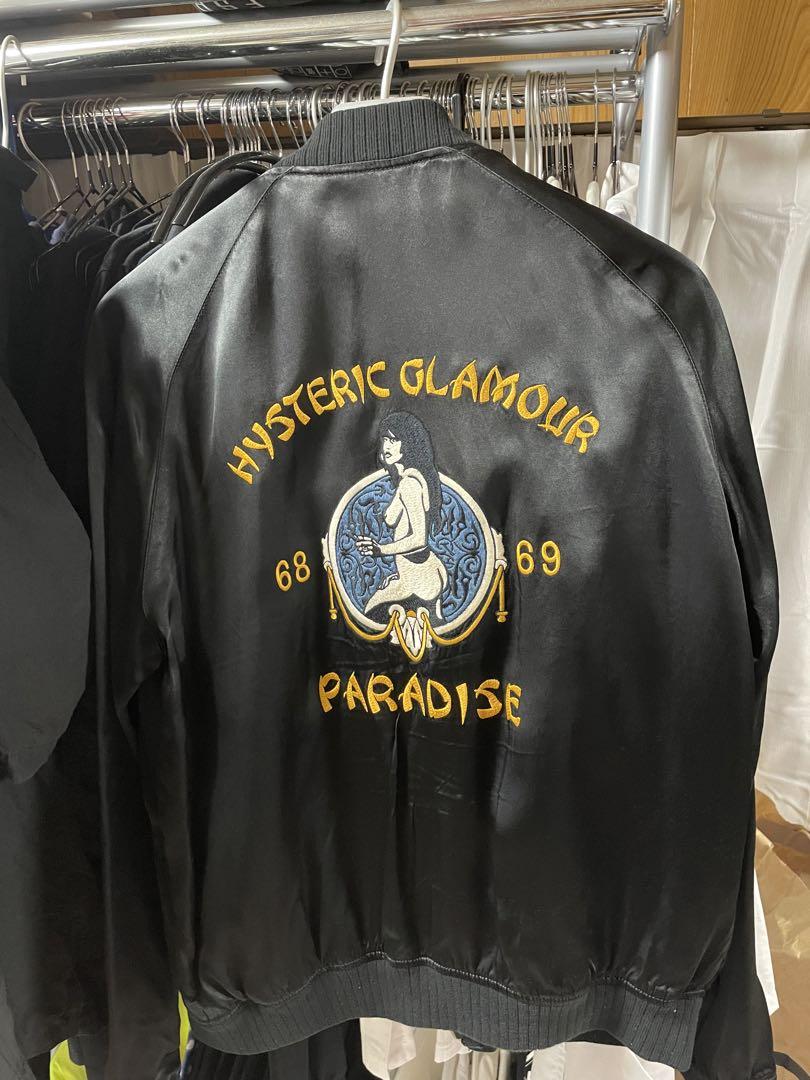 HYSTERIC GLAMOUR
68 69
PARADISE